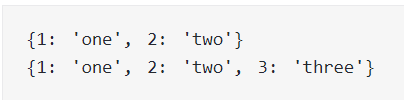 {1: 'one', 2: 'two'}
{1: 'one', 2: 'two', 3: 'three'}